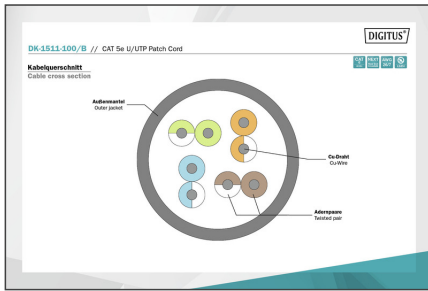 DIGITUS®
DK-1511-100/B // CAT 5e U/UTP Patch Cord
Kabelquerschnitt
Cable cross section
Außenmantel
Outer jacket
Cu-Draht
Cu-Wire
Adernpaare
Twisted pair